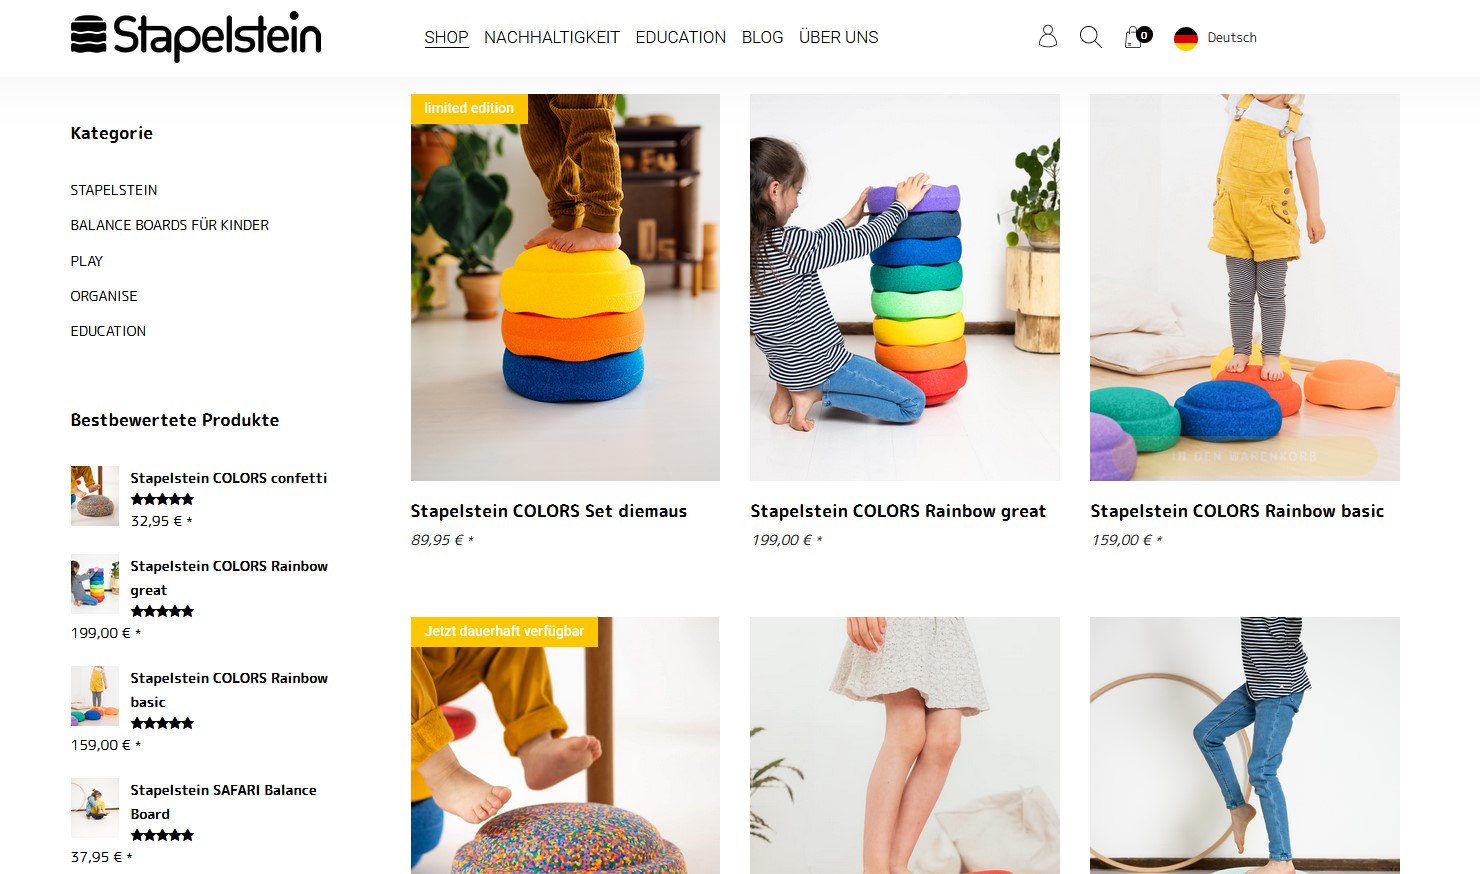 Stapelstein
SHOP NACHHALTIGKEIT EDUCATION BLOG ÜBER UNS
0
Deutsch
Kategorie
STAPELSTEIN
BALANCE BOARDS FÜR KINDER
PLAY
ORGANISE
EDUCATION
Bestbewertete Produkte
Stapelstein COLORS confetti
32,95 € *
Stapelstein COLORS Rainbow
great
199,00 € *
Stapelstein COLORS Rainbow
basic
159,00 € *
Stapelstein SAFARI Balance
Board
37,95 € *
limited edition
Stapelstein COLORS Set diemaus
89,95 € *
Stapelstein COLORS Rainbow great
199,00 € *
IN DEN WARENKORB
Stapelstein COLORS Rainbow basic
159,00 € *
Jetzt dauerhaft verfügbar